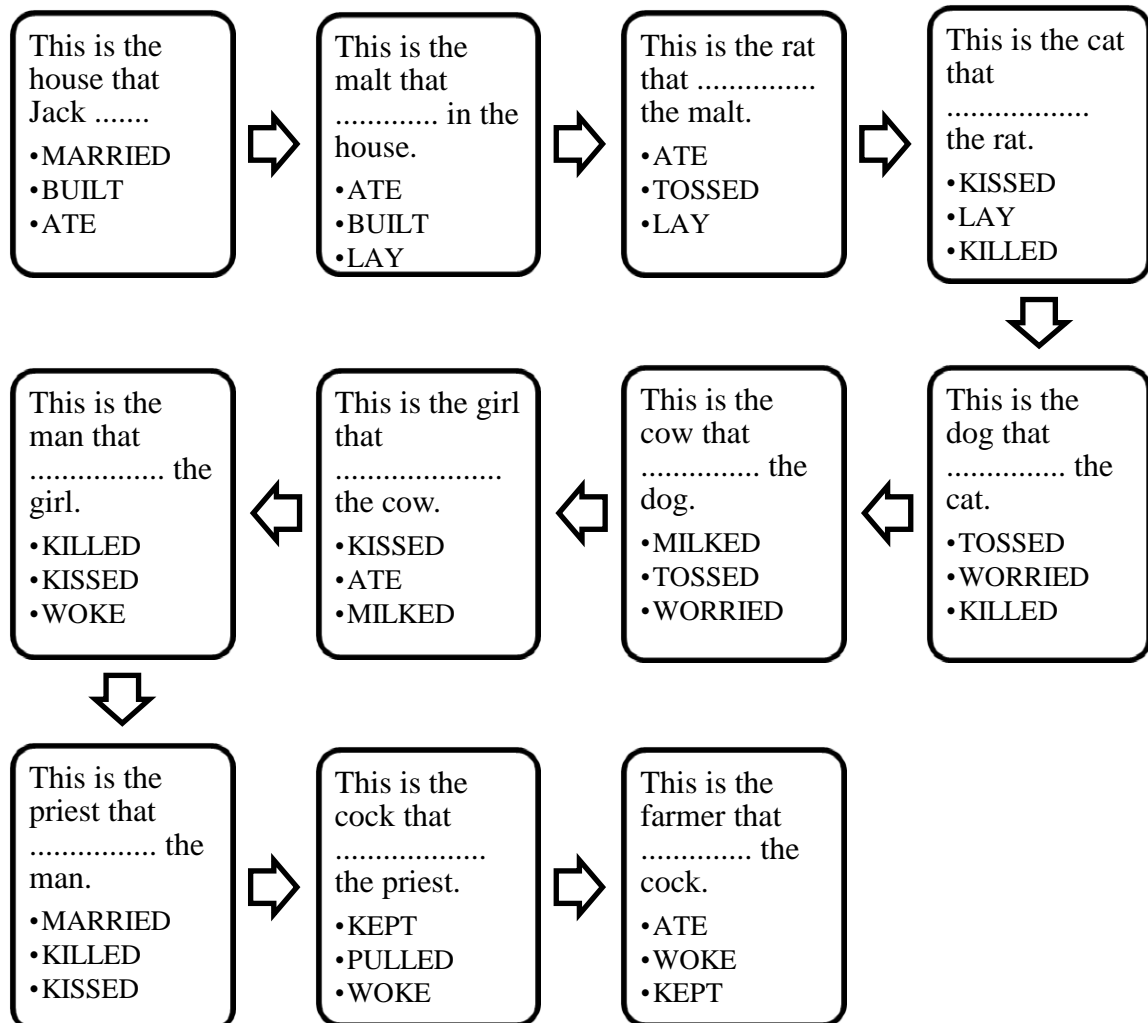 This is the
house that
Jack .......
•MARRIED
•BUILT
•ATE
This is the
malt that
............. in the
house.
•ATE
•BUILT
•LAY
This is the rat
that ...............
the malt.
•ATE
•TOSSED
•LAY
This is the cat
that
..................
the rat.
•KISSED
•LAY
•KILLED
This is the
dog that
............... the
cat.
•TOSSED
•WORRIED
•KILLED
This is the
cow that
............... the
dog.
•MILKED
•TOSSED
•WORRIED
This is the girl
that
.....................
the cow.
•KISSED
•ATE
•MILKED
This is the
man that
................. the
girl.
•KILLED
•KISSED
•WOKE
This is the
priest that
................ the
man.
•MARRIED
•KILLED
•KISSED
This is the
cock that
...................
the priest.
•KEPT
•PULLED
•WOKE
This is the
farmer that
.............. the
cock.
•ATE
•WOKE
•KEPT